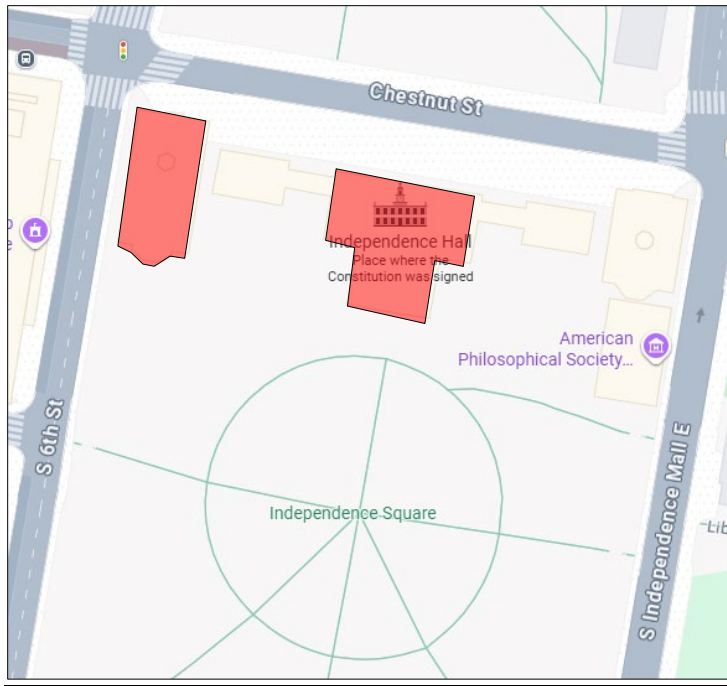 Chestnut St
Independence Hall
Place where the
Constitution was signed
American
Philosophical Society...
S 6th St
Independence Square
S Independence Mall E
Lib